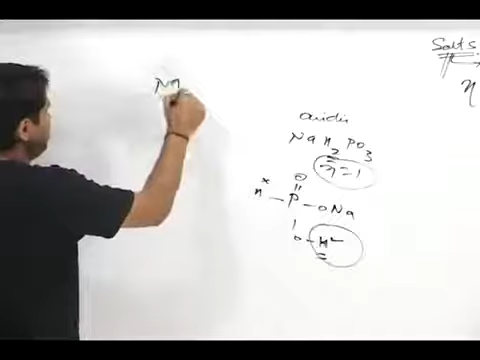 Na
Salts
n
acidic
NaH2PO3
n=1
O
H — P — ONa
O — H